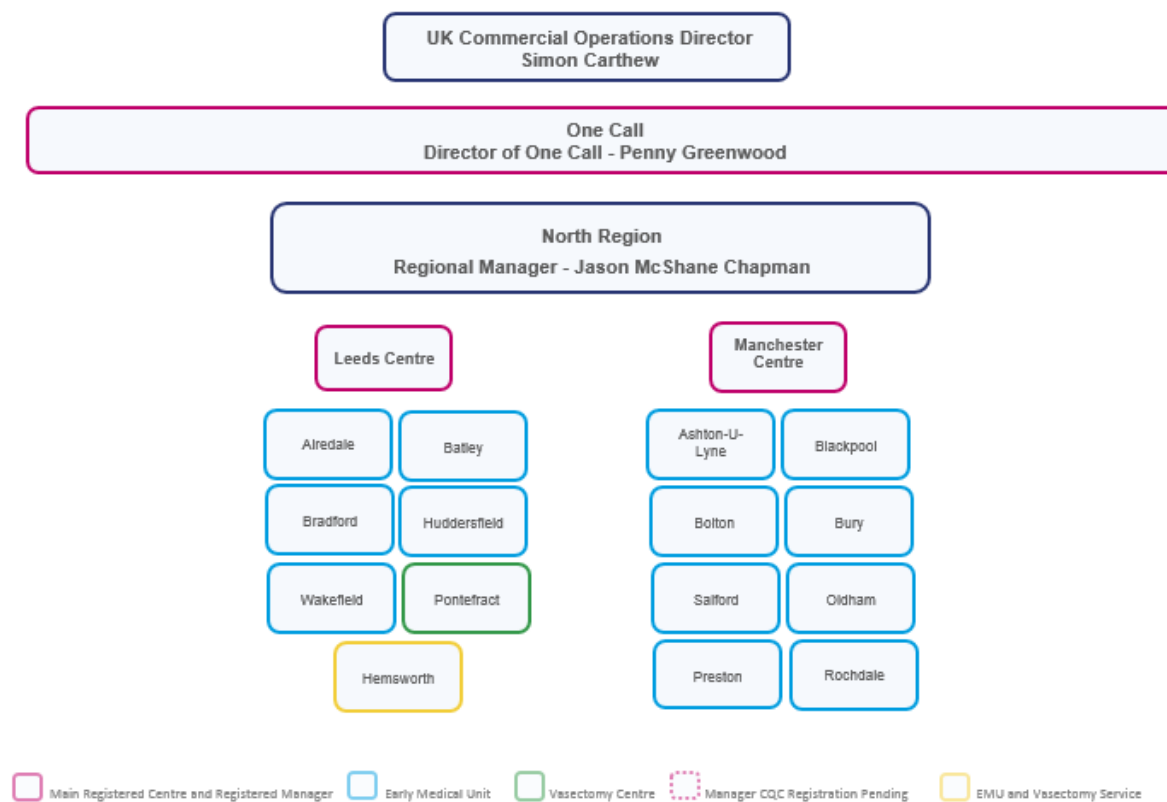 UK Commercial Operations Director
Simon Carthew
One Call
Director of One Call - Penny Greenwood
North Region
Regional Manager - Jason McShane Chapman
Leeds Centre
Manchester
Centre
Airedale
Batley
Ashton-U-
Lyne
Blackpool
Bradford
Huddersfield
Bolton
Bury
Wakefield
Pontefract
Salford
Oldham
Hemsworth
Preston
Rochdale
Main Registered Centre and Registered Manager
Early Medical Unit
Vasectomy Centre
Manager CQC Registration Pending
EMU and Vasectomy Service